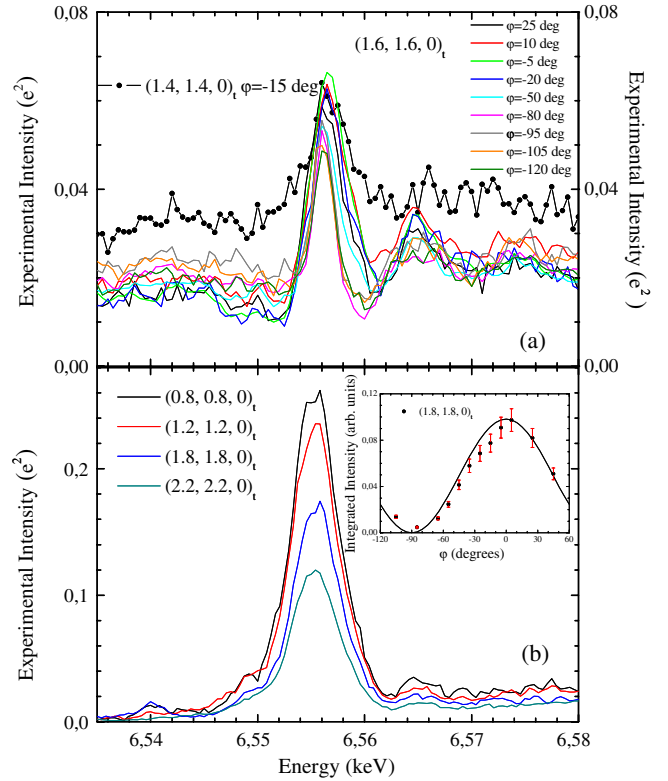 0,08
0,08
φ=25 deg
(1.6, 1.6, 0)t
φ=10 deg
φ=-5 deg
φ=-20 deg
(1.4, 1.4, 0)t φ=-15 deg
φ=-50 deg
φ=-80 deg
φ=-95 deg
φ=-105 deg
φ=-120 deg
Experimental Intensity (e²)
Experimental Intensity (e²)
0,04
0,04
(a)
0,00
0,00
(0.8, 0.8, 0)t
(1.2, 1.2, 0)t
(1.8, 1.8, 0)t
(2.2, 2.2, 0)t
Integrated Intensity (arb. units)
0,12
(1.8, 1.8, 0)t
0,08
0,04
0,00
-120 -90 -60 -30 0 30 60
φ (degrees)
Experimental Intensity (e²)
0,2
0,1
0,0
(b)
6,54 6,55 6,56 6,57 6,58
Energy (keV)